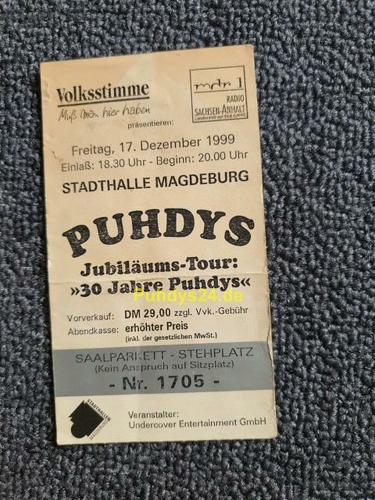 Volksstimme
Muß man hier haben
mdr 1
RADIO
SACHSEN-ANHALT
präsentieren:
Freitag, 17. Dezember 1999
Einlaß: 18.30 Uhr - Beginn: 20.00 Uhr
STADTHALLE MAGDEBURG
PUHDYS
Jubiläums-Tour:
»30 Jahre Puhdys«
Puhdys24.de
Vorverkauf: DM 29,00 zzgl. Vvk.-Gebühr
Abendkasse: erhöhter Preis
(inkl. der gesetzlichen MwSt.)
SAALPARKETT - STEHPLATZ
(Kein Anspruch auf Sitzplatz)
- Nr. 1705 -
Veranstalter:
Undercover Entertainment GmbH